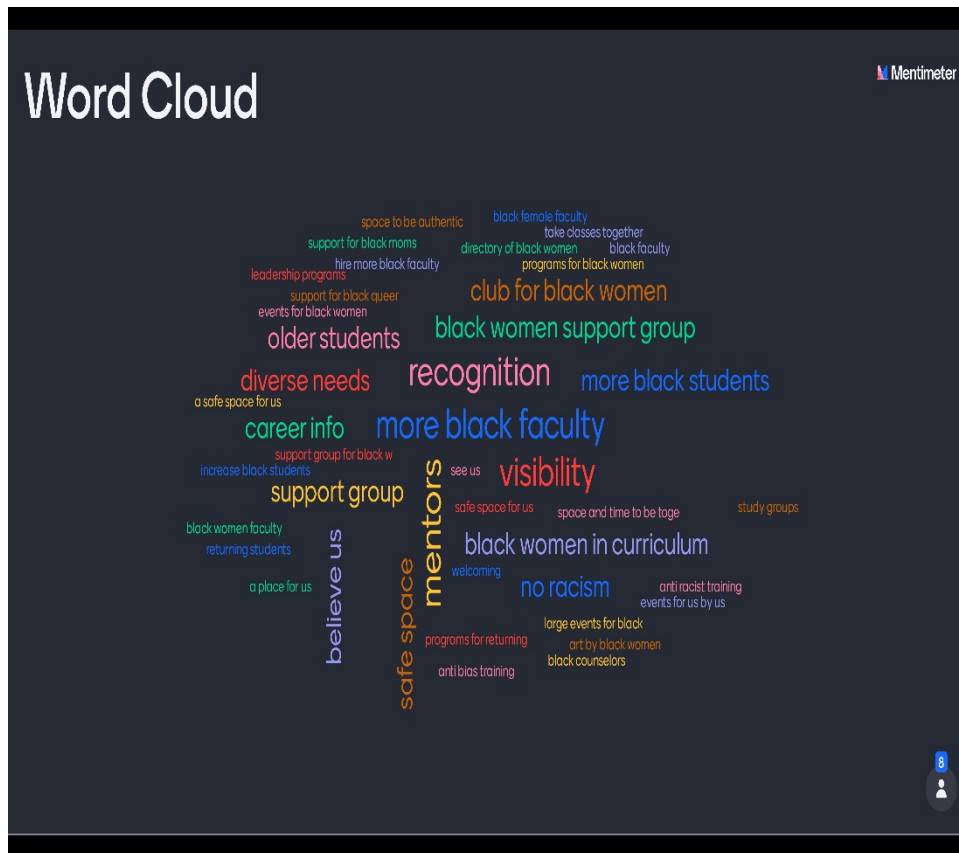 Mentimeter
Word Cloud
black female faculty
space to be authentic
take classes together
support for black moms
directory of black women
black faculty
hire more black faculty
programs for black women
leadership programs
support for black queer
club for black women
events for black women
black women support group
older students
recognition
diverse needs
more black students
a safe space for us
more black faculty
career info
support group for black w
increase black students
see us
visibility
support group
mentors
safe space for us
space and time to be toge
study groups
black women faculty
black women in curriculum
returning students
believe us
welcoming
a place for us
safe space
no racism
anti racist training
events for us by us
large events for black
programs for returning
art by black women
black counselors
anti bias training
8